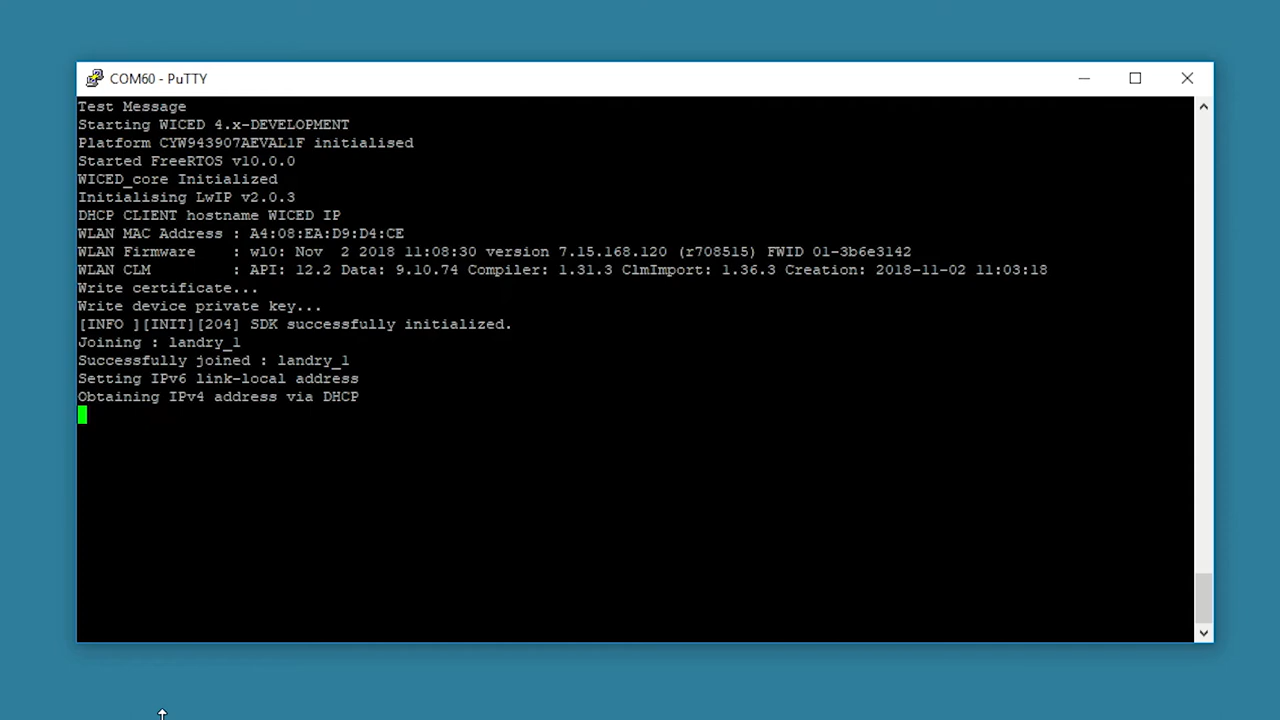 COM60 - PuTTY
Test Message
Starting WICED 4.x-DEVELOPMENT
Platform CYW943907AEVAL1F initialised
Started FreeRTOS v10.0.0
WICED_core Initialized
Initialising LwIP v2.0.3
DHCP CLIENT hostname WICED IP
WLAN MAC Address : A4:08:EA:D9:D4:CE
WLAN Firmware    : wl0: Nov  2 2018 11:08:30 version 7.15.168.120 (r708515) FWID 01-3b6e3142
WLAN CLM         : API: 12.2 Data: 9.10.74 Compiler: 1.31.3 ClmImport: 1.36.3 Creation: 2018-11-02 11:03:18
Write certificate...
Write device private key...
[INFO ][INIT][204] SDK successfully initialized.
Joining : landry_1
Successfully joined : landry_1
Setting IPv6 link-local address
Obtaining IPv4 address via DHCP